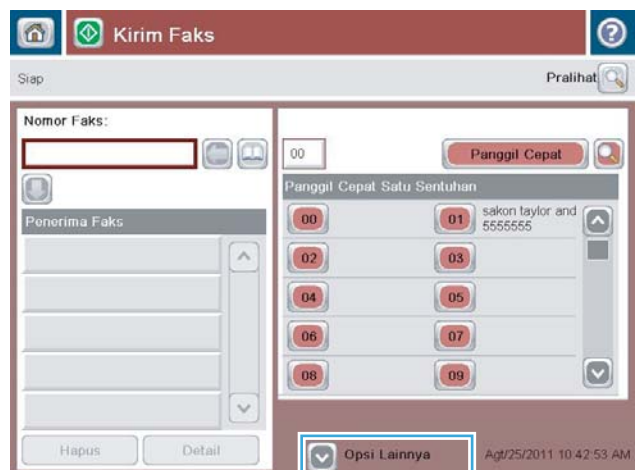 Kirim Faks
Siap
Pralihat
Nomor Faks:
00
Panggil Cepat
Panggil Cepat Satu Sentuhan
Penerima Faks
00
01
sakon taylor and
5555555
02
03
04
05
06
07
08
09
Hapus
Detail
Opsi Lainnya
Agt/25/2011 10:42:53 AM